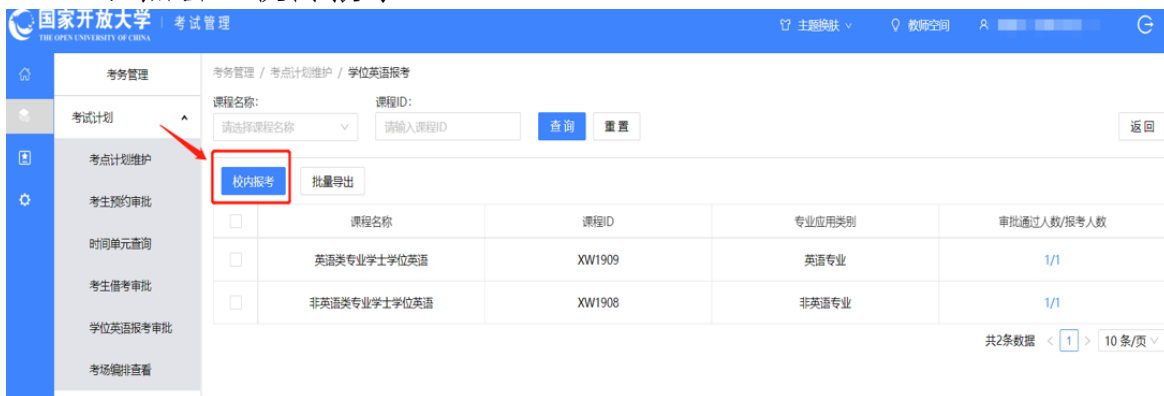 国家开放大学 考试管理 主题换肤 教师空间
THE OPEN UNIVERSITY OF CHINA
考务管理 考务管理 / 考点计划维护 / 学位英语报考
课程名称: 课程ID:
考试计划 请选择课程名称 请输入课程ID 查询 重置 返回
考点计划维护
校内报考 批量导出
考生预约审批
课程名称 课程ID 专业应用类别 审批通过人数/报考人数
时间单元查询
英语类专业学士学位英语 XW1909 英语专业 1/1
考生借考审批
非英语类专业学士学位英语 XW1908 非英语专业 1/1
学位英语报考审批
共2条数据 < 1 > 10 条/页
考场编排查看